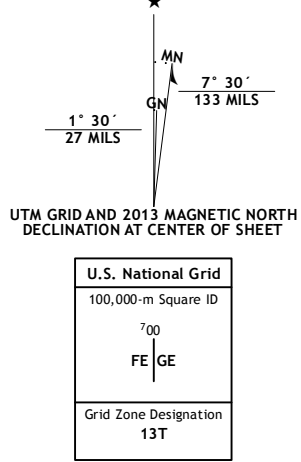 ★
MN
GN
7° 30´
133 MILS
1° 30´
27 MILS
UTM GRID AND 2013 MAGNETIC NORTH
DECLINATION AT CENTER OF SHEET
U.S. National Grid
100,000-m Square ID
⁷00
FE GE
Grid Zone Designation
13T